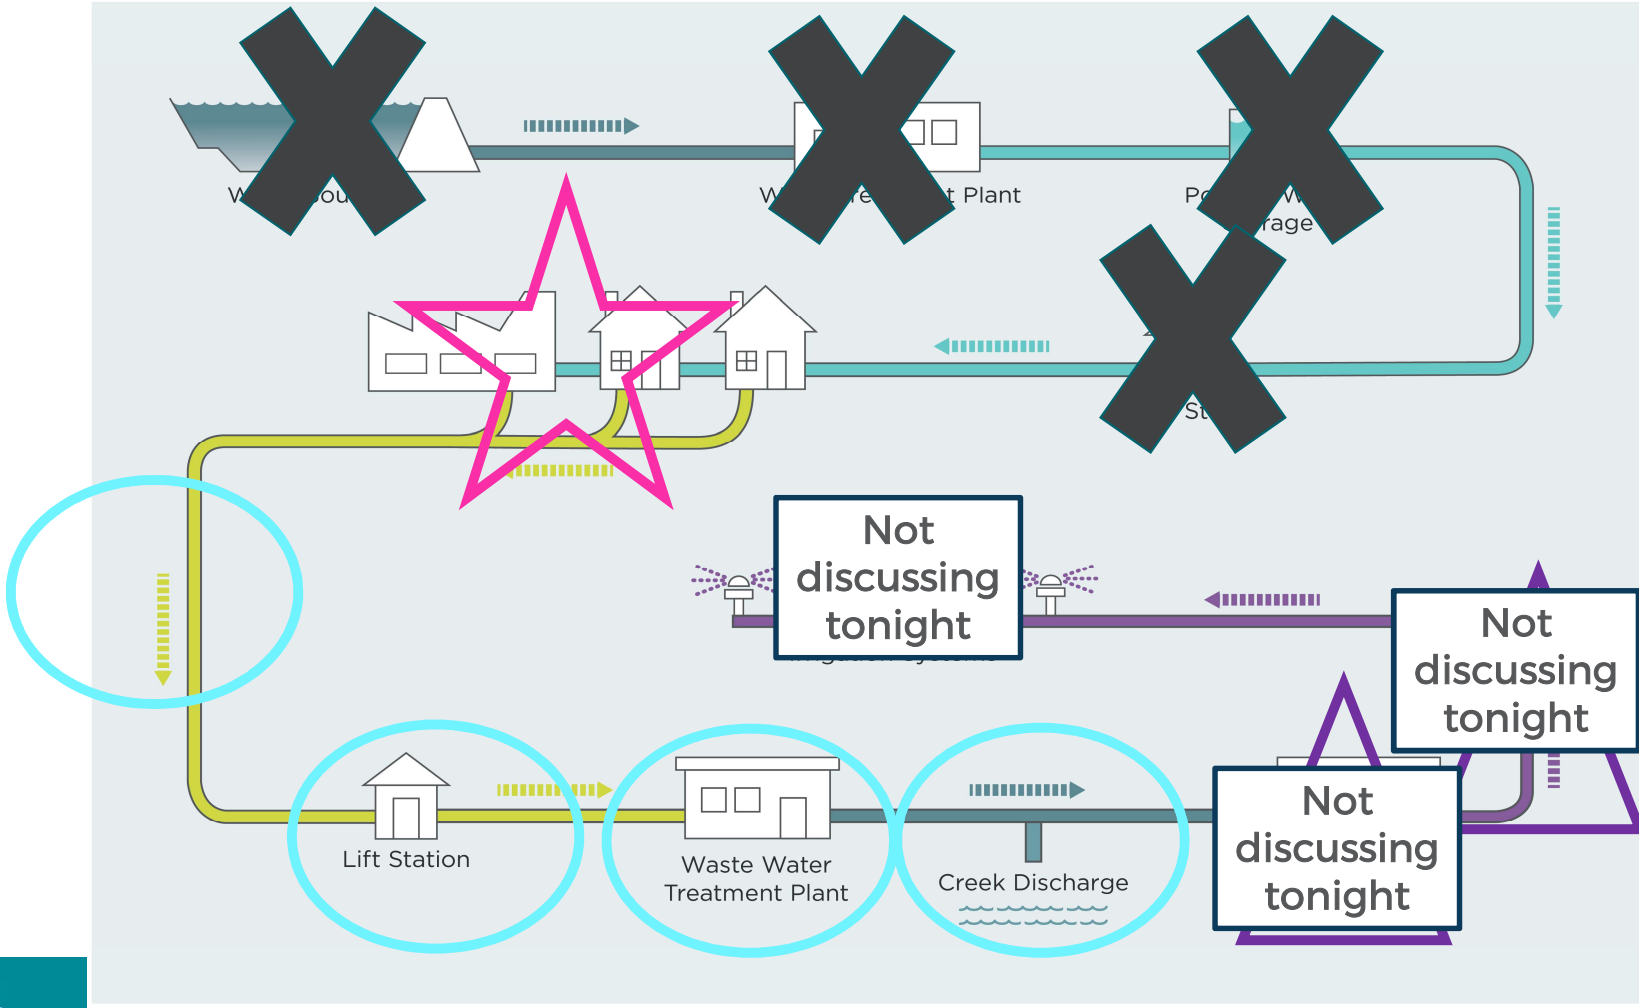 Plant
rage
Not
discussing
tonight
Not
discussing
tonight
Lift Station
Waste Water
Treatment Plant
Creek Discharge
Not
discussing
tonight